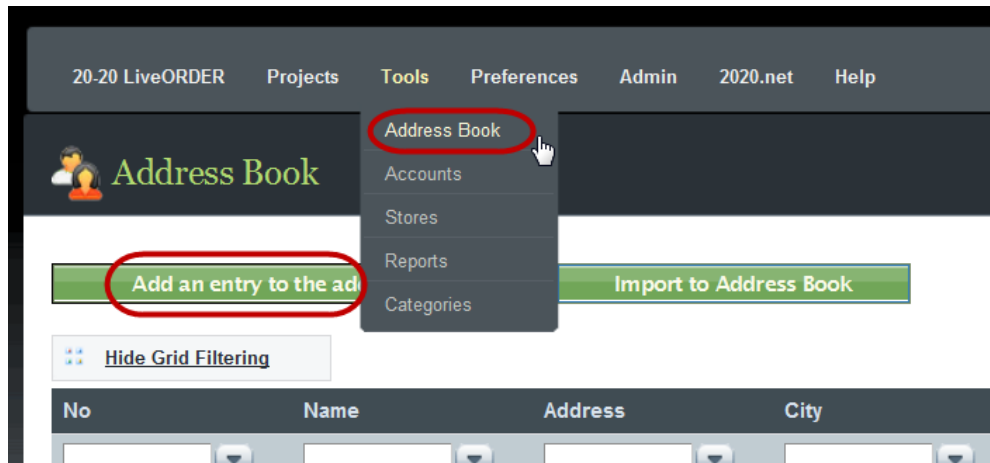 20-20 LiveORDER Projects Tools Preferences Admin 2020.net Help
Address Book
Address Book
Accounts
Stores
Reports
Add an entry to the Import to Address Book
Categories
Hide Grid Filtering
No Name Address City